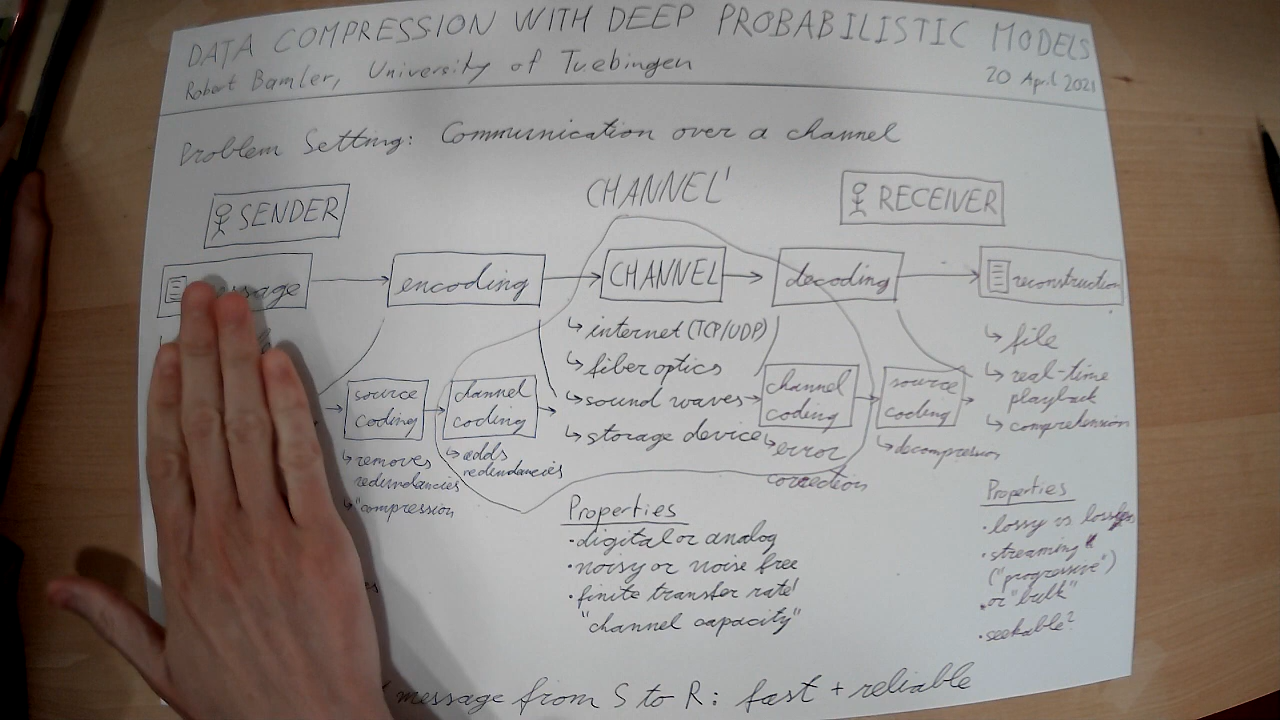 DATA COMPRESSION WITH DEEP PROBABILISTIC MODELS
Robert Bamler, University of Tuebingen
20 April 2021
Problem Setting: Communication over a channel
SENDER
CHANNEL'
RECEIVER
encoding
CHANNEL
decoding
reconstruction
↳ internet (TCP/UDP)
↳ fiber optics
↳ sound waves
↳ storage device
source
coding
channel
coding
channel
coding
source
coding
↳ file
↳ real-time
playback
↳ comprehension
↳ removes
redundancies
↳ "compression
↳ adds
redundancies
↳ error
correction
↳ decompression
Properties
• digital or analog
• noisy or noise free
• finite transfer rate
"channel capacity"
Properties
• lossy vs lossless
• streaming"
("progressive")
• or "bulk"
• seekable?
message from S to R: fast + reliable